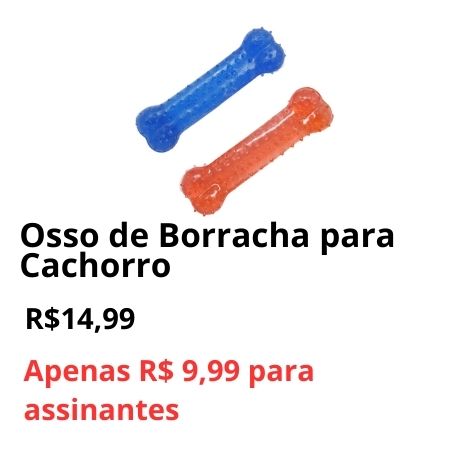 Osso de Borracha para
Cachorro
R$14,99
Apenas R$ 9,99 para
assinantes